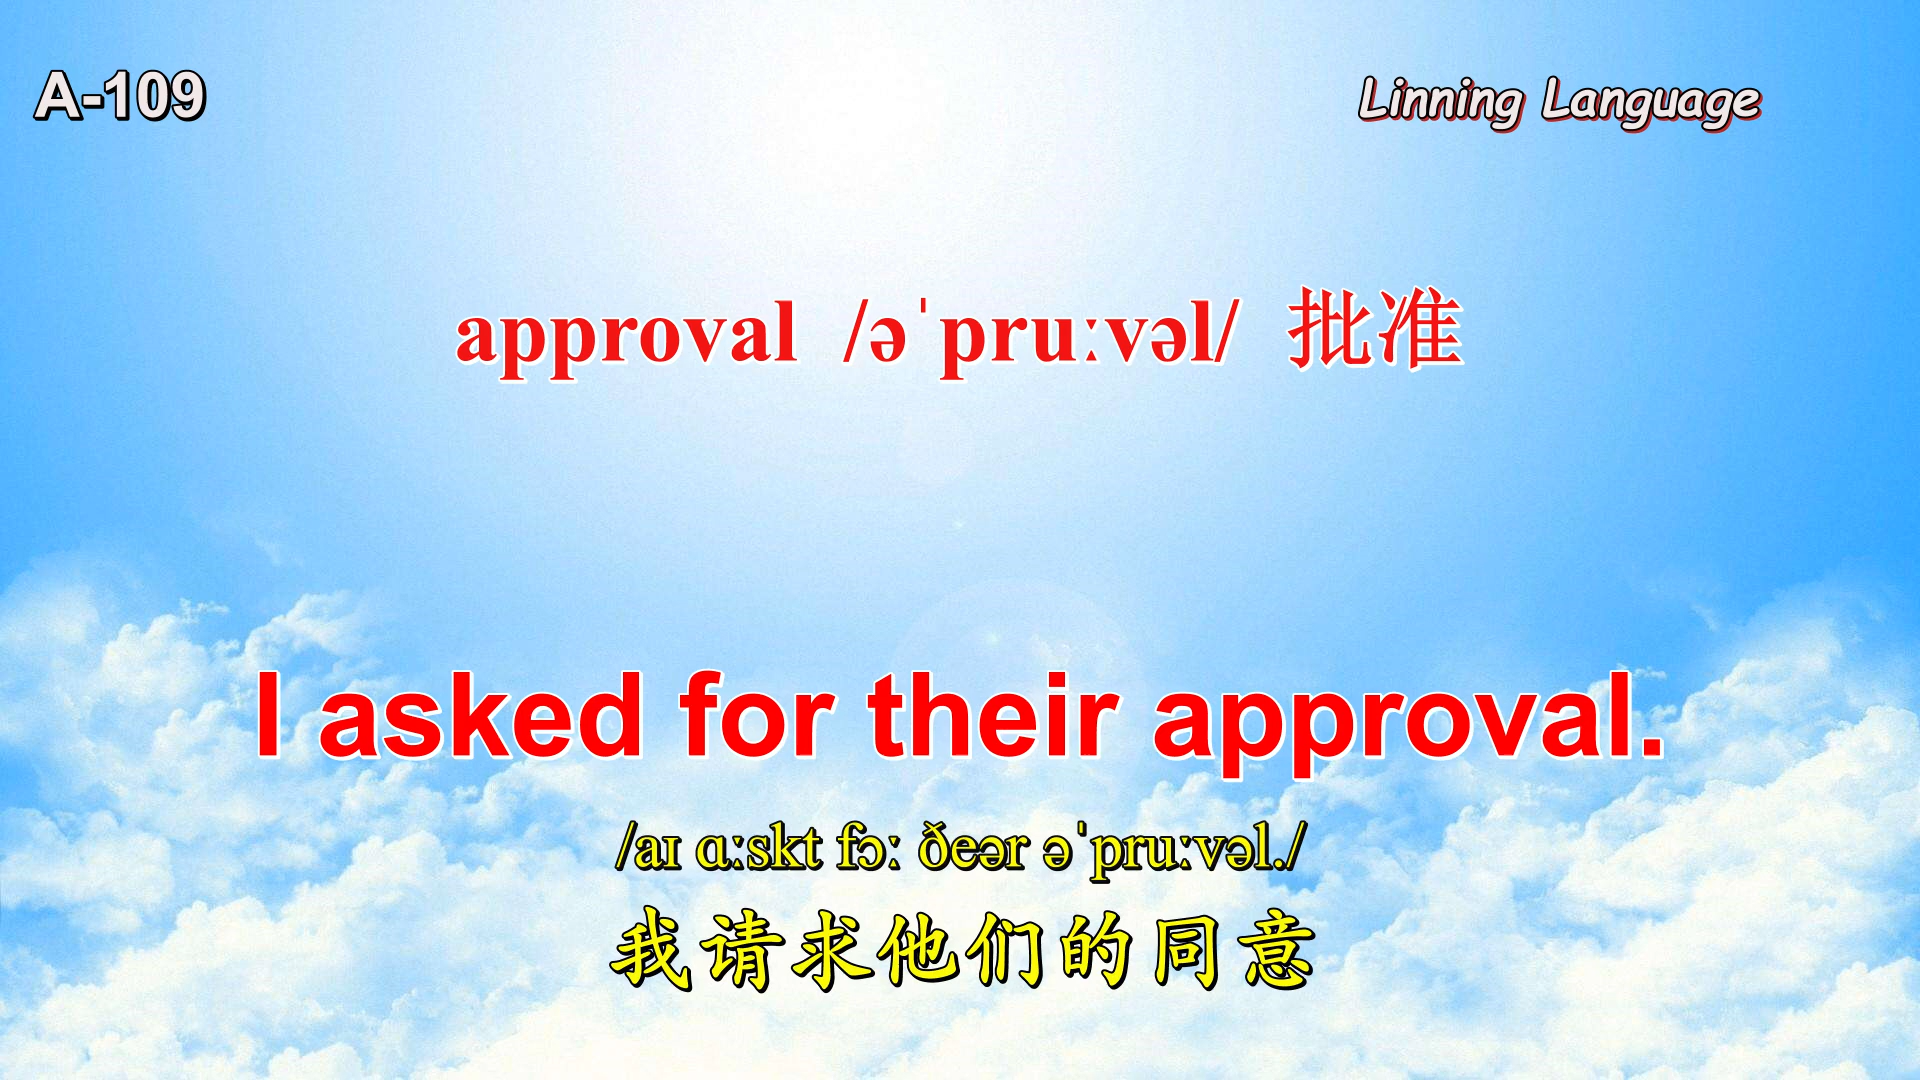 A-109
Linning Language
approval /əˈpruːvəl/ 批准
I asked for their approval.
/aɪ ɑːskt fɔː ðeər əˈpruːvəl./
我请求他们的同意